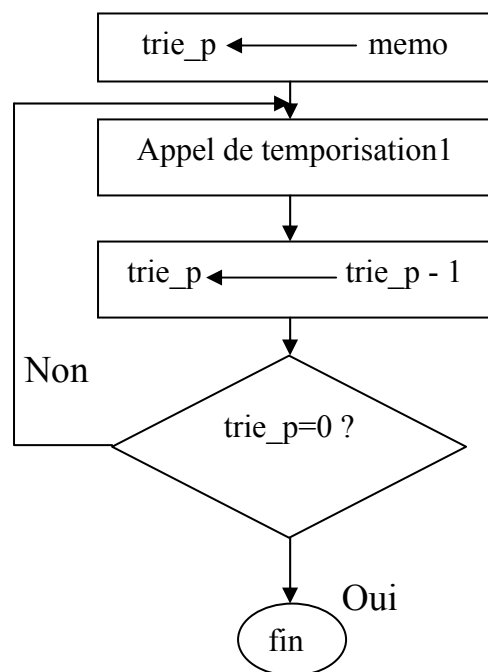 trie_p memo
Appel de temporisation1
trie_p trie_p - 1
Non
trie_p=0 ?
Oui
fin